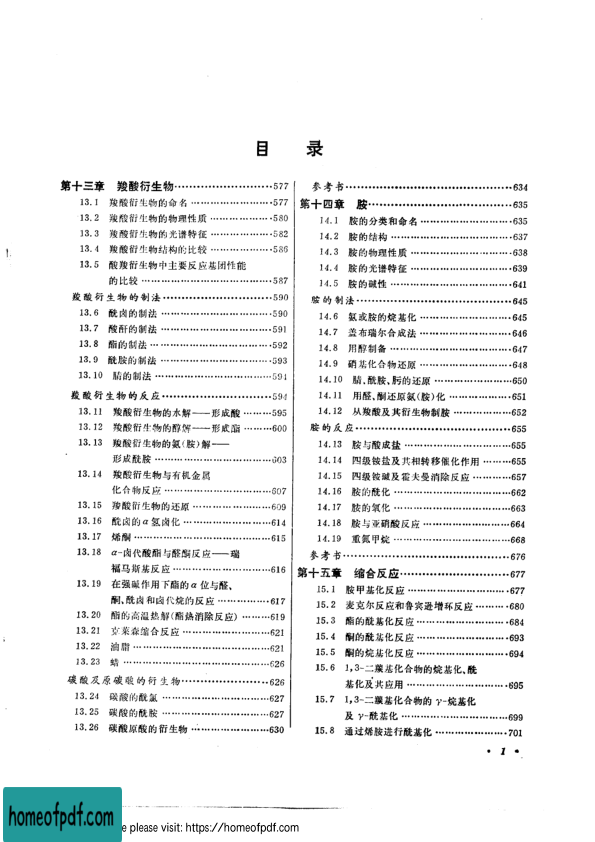 目 录
第十三章 羧酸衍生物……577
13.1 羧酸衍生物的命名……577
13.2 羧酸衍生物的物理性质……580
13.3 羧酸衍生物的光谱特征……582
13.4 羧酸衍生物结构的比较……586
13.5 酸羧衍生物中主要反应基团性能
的比较……587
羧酸衍生物的制法……590
13.6 酰卤的制法……590
13.7 酸酐的制法……591
13.8 酯的制法……592
13.9 酰胺的制法……593
13.10 腈的制法……594
羧酸衍生物的反应……594
13.11 羧酸衍生物的水解——形成酸……595
13.12 羧酸衍生物的醇解——形成酯……600
13.13 羧酸衍生物的氨(胺)解——
形成酰胺……603
13.14 羧酸衍生物与有机金属
化合物反应……607
13.15 羧酸衍生物的还原……609
13.16 酰卤的α氢卤化……614
13.17 烯酮……615
13.18 α-卤代酸酯与醛酮反应——瑞
福马斯基反应……616
13.19 在强碱作用下酯的α位与醛、
酮、酰卤和卤代烷的反应……617
13.20 酯的高温热解(酯热消除反应)……619
13.21 克莱森缩合反应……621
13.22 油脂……621
13.23 蜡……626
碳酸及原碳酸的衍生物……626
13.24 碳酸的酰氯……627
13.25 碳酸的酰胺……627
13.26 碳酸原酸的衍生物……630
参考书……634
第十四章 胺……635
14.1 胺的分类和命名……635
14.2 胺的结构……637
14.3 胺的物理性质……638
14.4 胺的光谱特征……639
14.5 胺的碱性……641
胺的制法……645
14.6 氨或胺的烷基化……645
14.7 盖布瑞尔合成法……646
14.8 用醇制备……647
14.9 硝基化合物还原……648
14.10 腈、酰胺、肟的还原……650
14.11 用醛、酮还原氨(胺)化……651
14.12 从羧酸及其衍生物制胺……652
胺的反应……655
14.13 胺与酸成盐……655
14.14 四级铵盐及其相转移催化作用……655
14.15 四级铵碱及霍夫曼消除反应……657
14.16 胺的酰化……662
14.17 胺的氧化……663
14.18 胺与亚硝酸反应……664
14.19 重氮甲烷……668
参考书……676
第十五章 缩合反应……677
15.1 胺甲基化反应……677
15.2 麦克尔反应和鲁宾逊增环反应……680
15.3 酯的酰基化反应……684
15.4 酮的酰基化反应……693
15.5 酮的烷基化反应……694
15.6 1,3-二羰基化合物的烷基化、酰
基化及其应用……695
15.7 1,3-二羰基化合物的γ-烷基化
及γ-酰基化……699
15.8 通过烯胺进行酰基化……701
• 1 •
homeofpdf.com
e please visit: https://homeofpdf.com